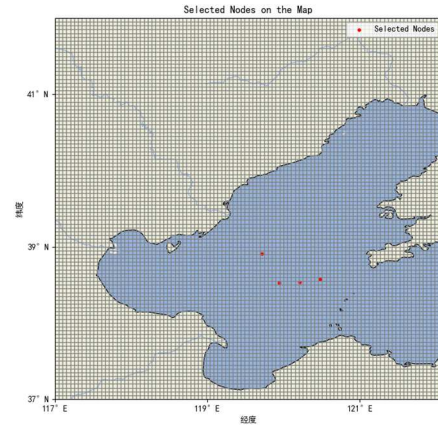 Selected Nodes on the Map
Selected Nodes
41° N
39° N
37° N
纬度
117° E
119° E
121° E
经度